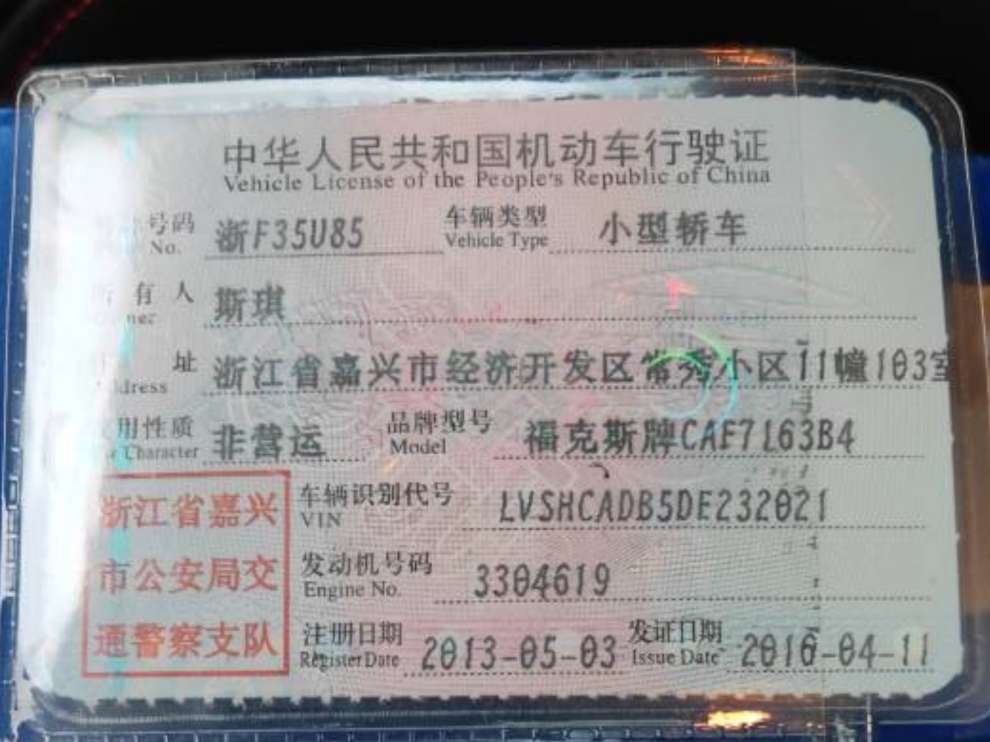 中华人民共和国机动车行驶证
Vehicle License of the People's Republic of China
号码 浙F35U85 车辆类型 小型轿车
No. Vehicle Type
有人 斯琪
址 浙江省嘉兴市经济开发区常秀小区11幢103室
用性质 非营运 品牌型号 福克斯牌CAF7163B4
Character Model
车辆识别代号 LVSHCADB5DE232021
VIN
发动机号码 3304619
Engine No.
注册日期 2013-05-03 发证日期 2016-04-11
Register Date Issue Date
浙江省嘉兴
市公安局交
通警察支队